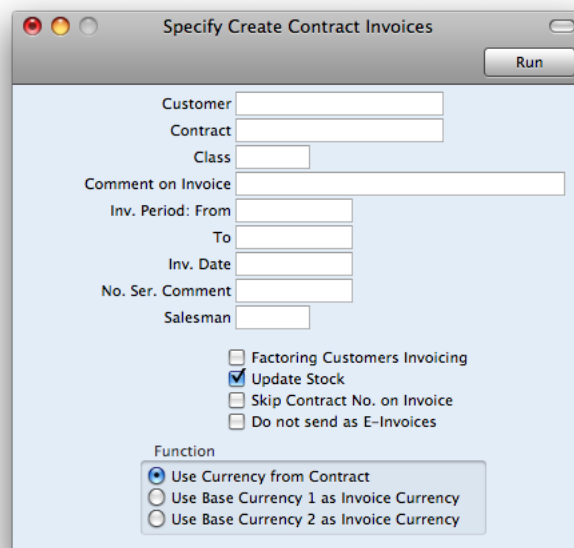 Specify Create Contract Invoices
Run
Customer
Contract
Class
Comment on Invoice
Inv. Period: From
To
Inv. Date
No. Ser. Comment
Salesman
Factoring Customers Invoicing
Update Stock
Skip Contract No. on Invoice
Do not send as E-Invoices
Function
Use Currency from Contract
Use Base Currency 1 as Invoice Currency
Use Base Currency 2 as Invoice Currency